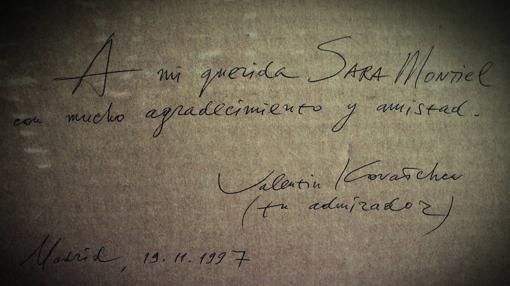 A mi querida SARA MONTIEL
con mucho agradecimiento y amistad.
Valentin Kovatchev
(tu admirador)
Madrid, 19.11.1997